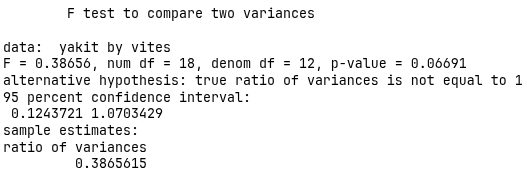 F test to compare two variances
data:  yakit by vites
F = 0.38656, num df = 18, denom df = 12, p-value = 0.06691
alternative hypothesis: true ratio of variances is not equal to 1
95 percent confidence interval:
 0.1243721 1.0703429
sample estimates:
ratio of variances
0.3865615